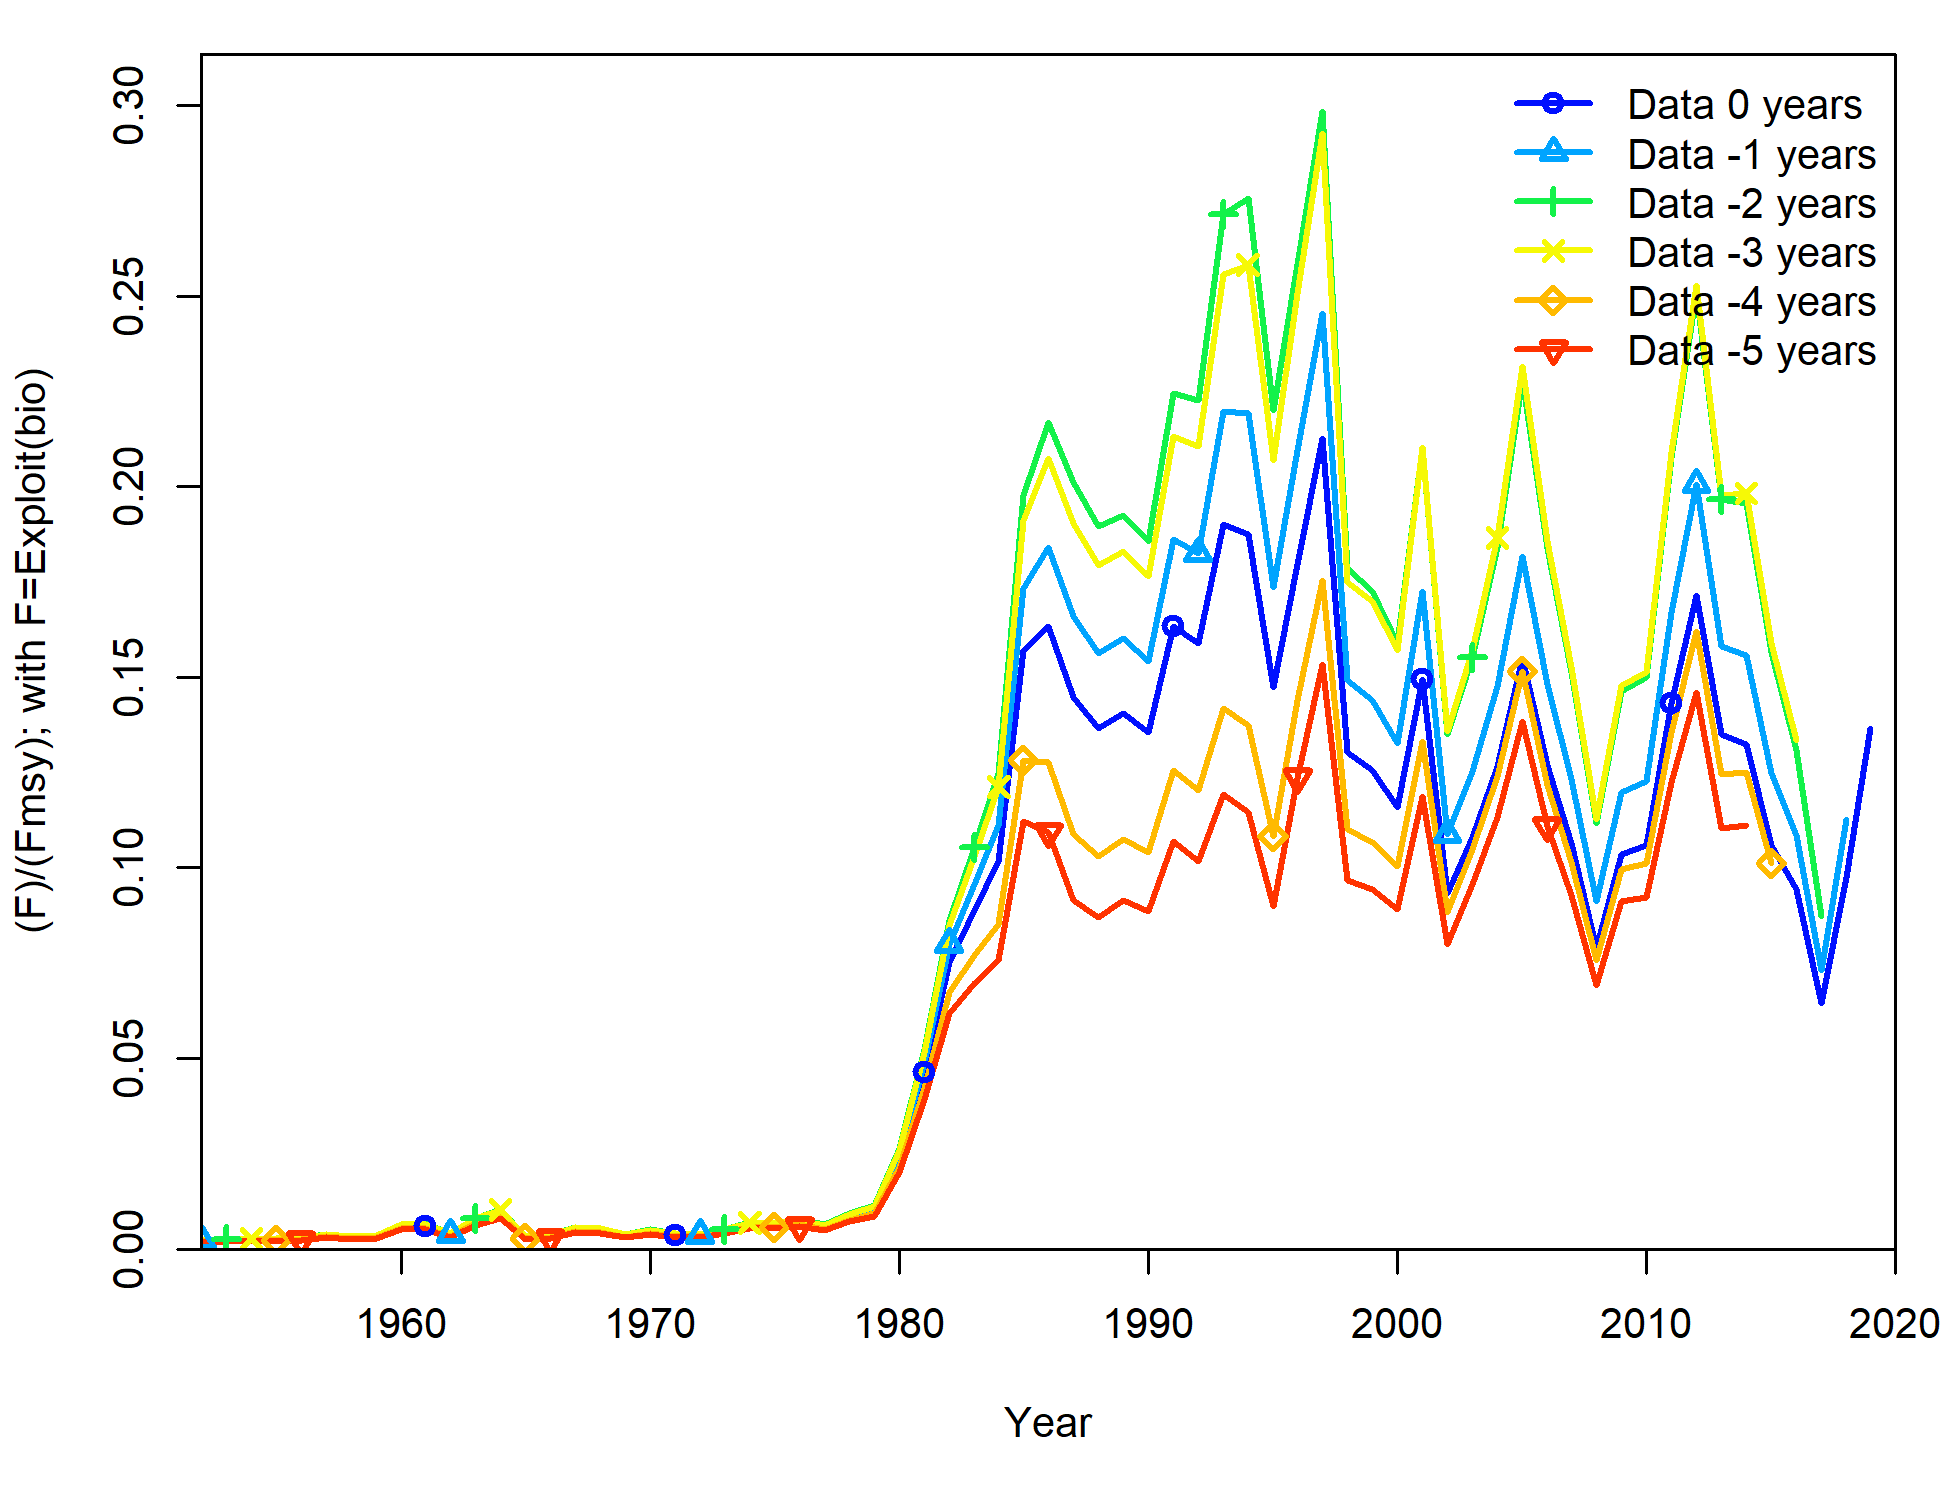 (F)/(Fmsy); with F=Exploit(bio)
0.30
0.25
0.20
0.15
0.10
0.05
0.00
Data 0 years
Data -1 years
Data -2 years
Data -3 years
Data -4 years
Data -5 years
1960 1970 1980 1990 2000 2010 2020
Year